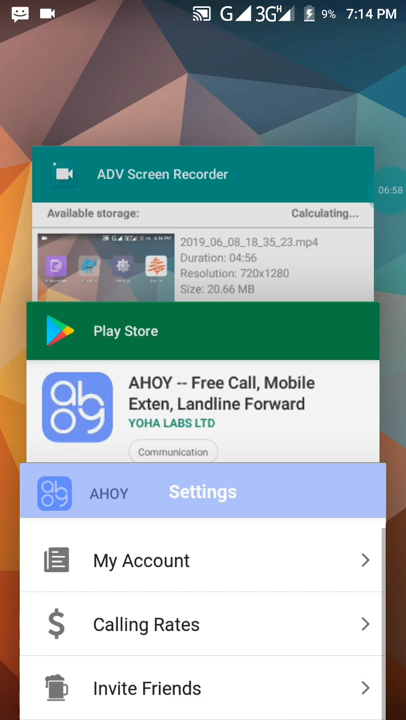 G 3G H 9% 7:14 PM
ADV Screen Recorder
06:58
Available storage: Calculating...
2019_06_08_18_35_23.mp4
Duration: 04:56
Resolution: 720x1280
Size: 20.66 MB
Play Store
ahoy
AHOY -- Free Call, Mobile
Exten, Landline Forward
YOHA LABS LTD
Communication
AHOY Settings
My Account
Calling Rates
Invite Friends